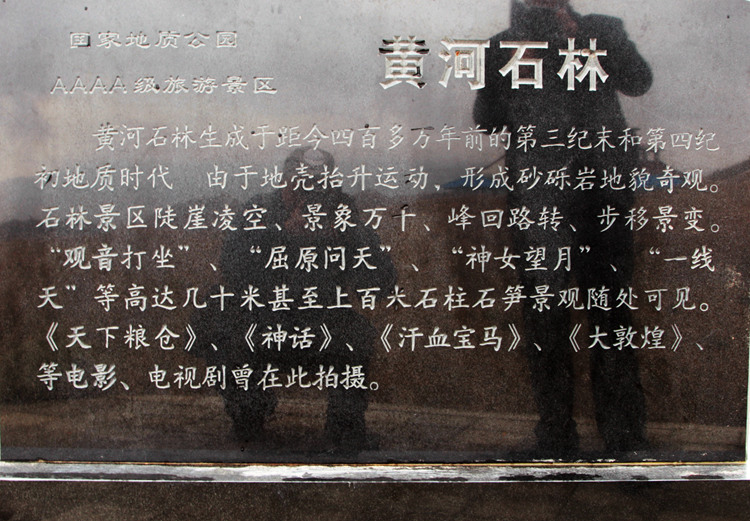 国家地质公园
黄河石林
AAAA级旅游景区
黄河石林生成于距今四百多万年前的第三纪末和第四纪
初地质时代 由于地壳抬升运动、形成砂砾岩地貌奇观。
石林景区陡崖凌空、景象万千、峰回路转、步移景变。
“观音打坐”、“屈原问天”、“神女望月”、“一线
天”等高达几十米甚至上百米石柱石笋景观随处可见。
《天下粮仓》、《神话》、《汗血宝马》、《大敦煌》、
等电影、电视剧曾在此拍摄。